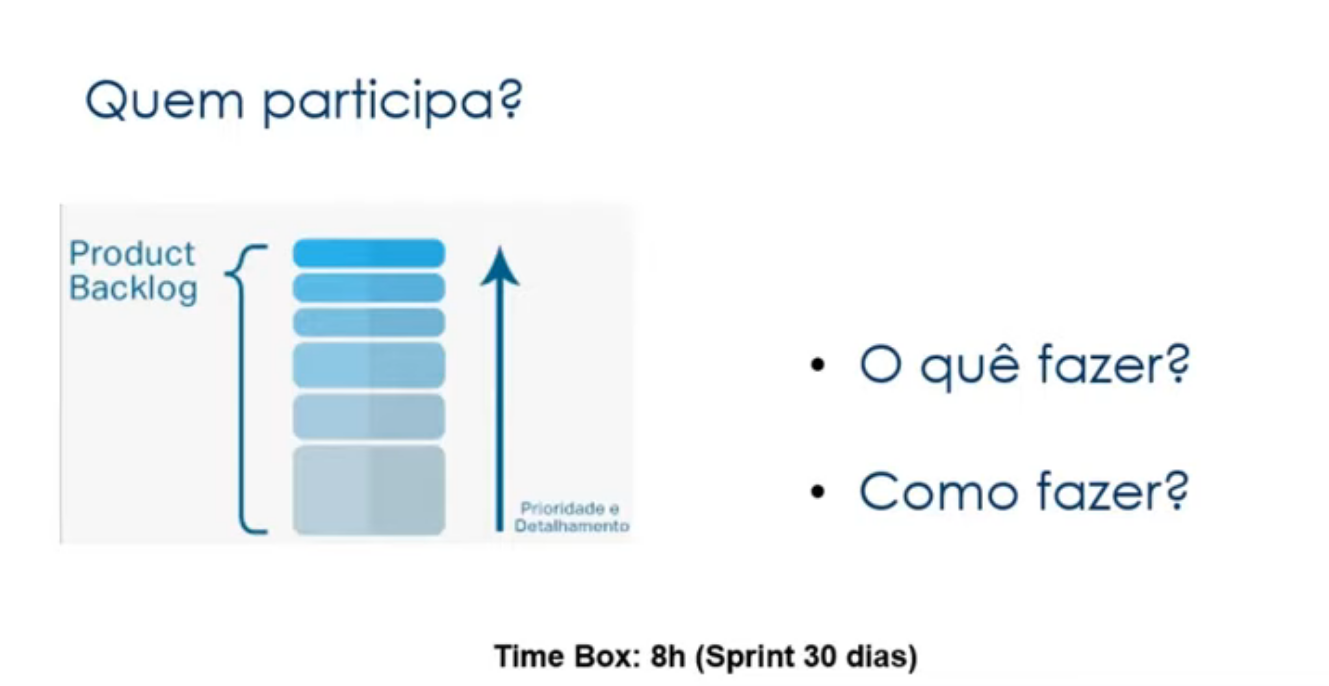 Quem participa?
Product
Backlog
Prioridade e
Detalhamento
• O quê fazer?
• Como fazer?
Time Box: 8h (Sprint 30 dias)